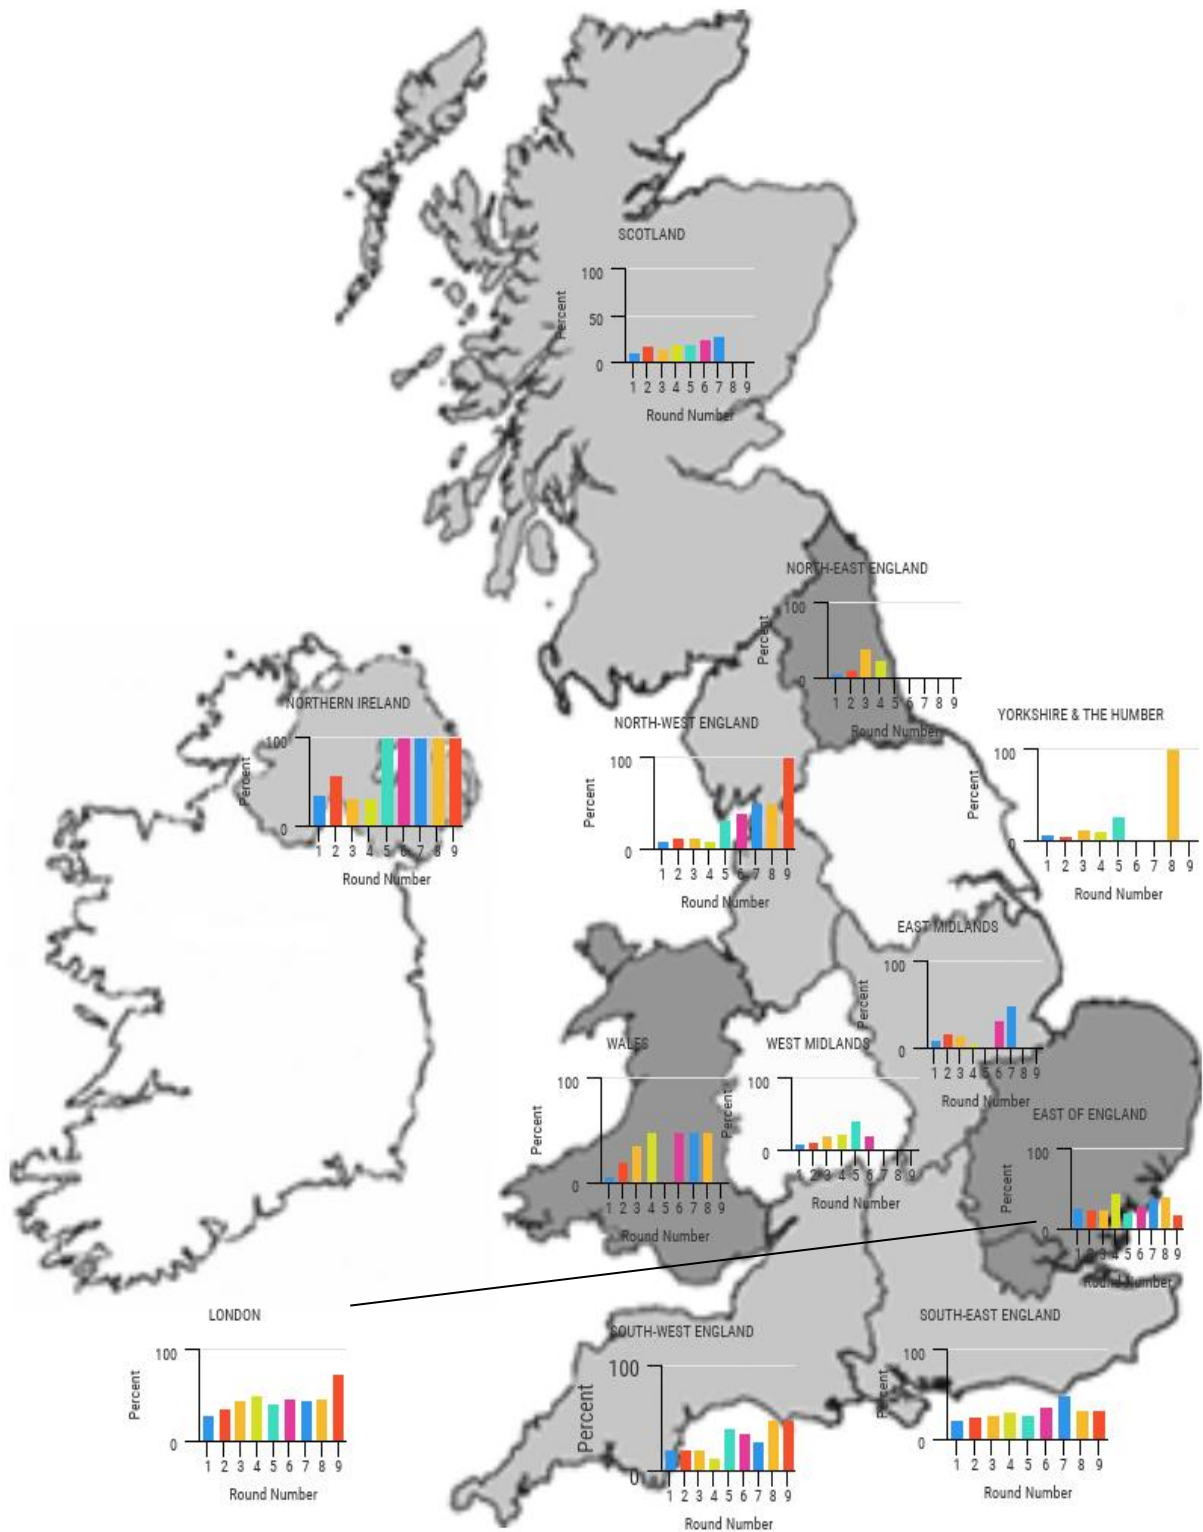 SCOTLAND
100
50
0
Percent
1 2 3 4 5 6 7 8 9
Round Number
NORTH-EAST ENGLAND
100
0
Percent
1 2 3 4 5 6 7 8 9
Round Number
NORTHERN IRELAND
100
0
Percent
1 2 3 4 5 6 7 8 9
Round Number
NORTH-WEST ENGLAND
100
0
Percent
1 2 3 4 5 6 7 8 9
Round Number
YORKSHIRE & THE HUMBER
100
0
Percent
1 2 3 4 5 6 7 8 9
Round Number
EAST MIDLANDS
100
0
Percent
1 2 3 4 5 6 7 8 9
Round Number
WALES
100
0
Percent
1 2 3 4 5 6 7 8 9
Round Number
WEST MIDLANDS
100
0
Percent
1 2 3 4 5 6 7 8 9
Round Number
EAST OF ENGLAND
100
0
Percent
1 2 3 4 5 6 7 8 9
Round Number
LONDON
100
0
Percent
1 2 3 4 5 6 7 8 9
Round Number
SOUTH-WEST ENGLAND
100
0
Percent
1 2 3 4 5 6 7 8 9
Round Number
SOUTH-EAST ENGLAND
100
0
Percent
1 2 3 4 5 6 7 8 9
Round Number